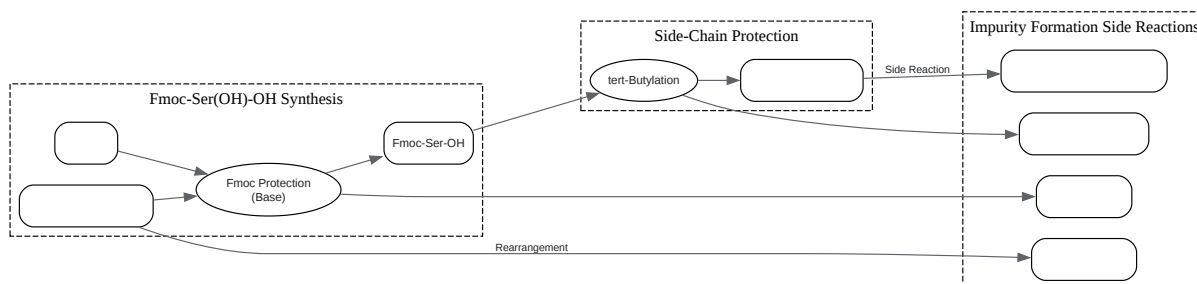 Impurity Formation Side Reactions
Side-Chain Protection
Side Reaction
tert-Butylation
Fmoc-Ser(OH)-OH Synthesis
Fmoc-Ser-OH
Fmoc Protection
(Base)
Rearrangement